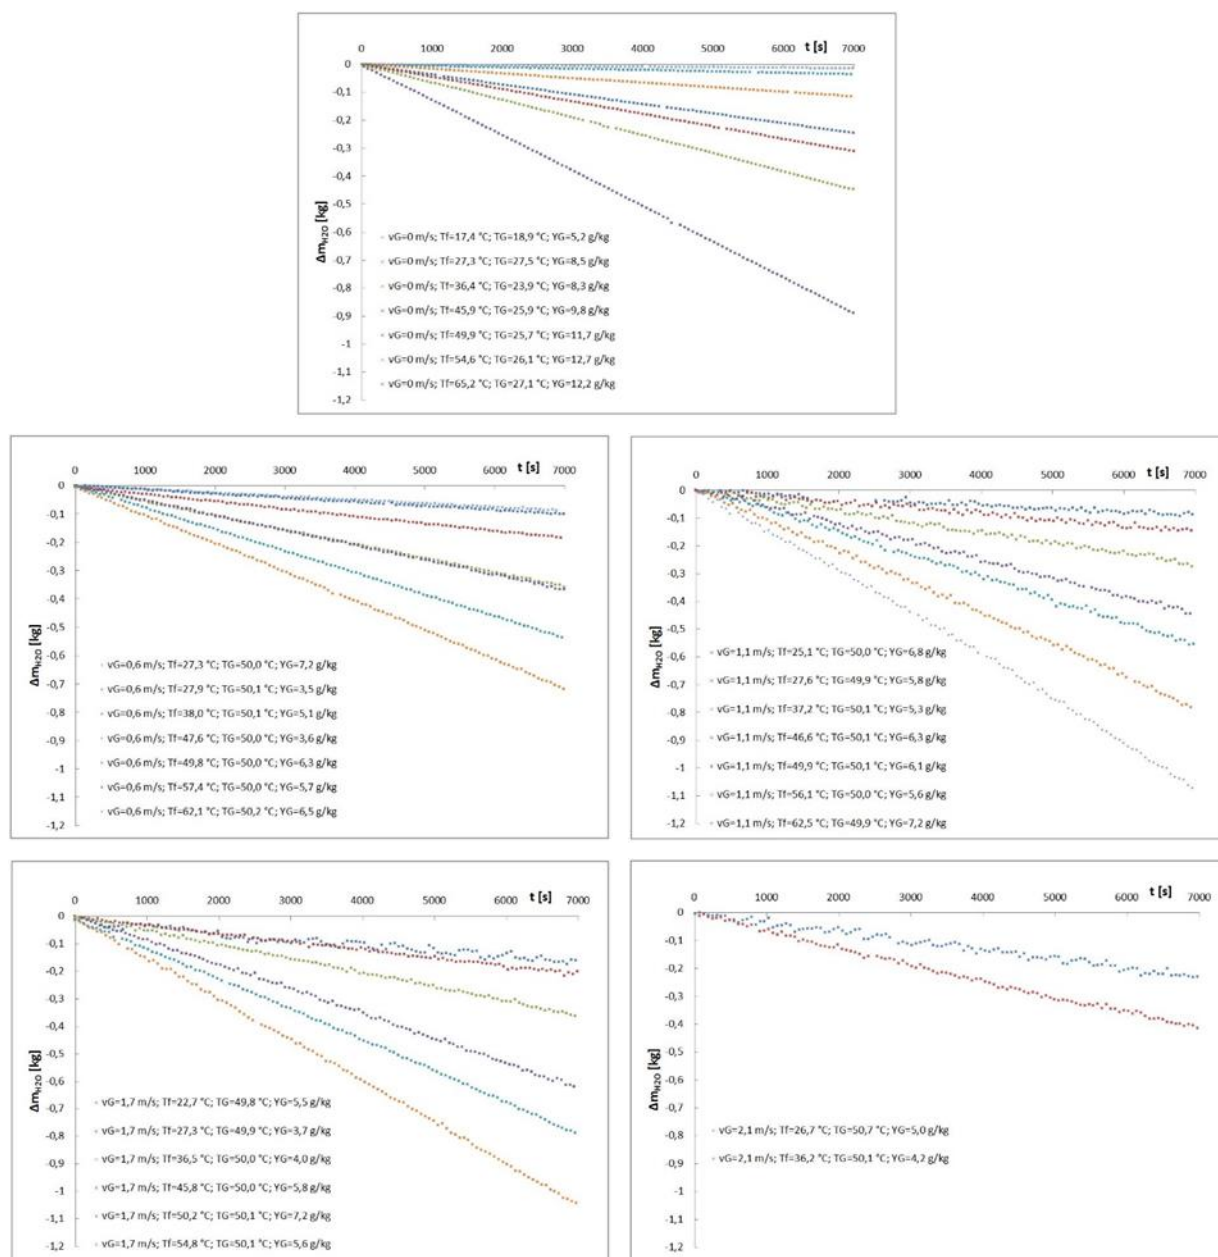 t [s]
0 1000 2000 3000 4000 5000 6000 7000
0
-0,1
-0,2
-0,3
-0,4
-0,5
-0,6
-0,7
-0,8
-0,9
-1
-1,1
-1,2
ΔmH2O [kg]
vG=0 m/s; Tf=17,4 °C; TG=18,9 °C; YG=5,2 g/kg
vG=0 m/s; Tf=27,3 °C; TG=27,5 °C; YG=8,5 g/kg
vG=0 m/s; Tf=36,4 °C; TG=23,9 °C; YG=8,3 g/kg
vG=0 m/s; Tf=45,9 °C; TG=25,9 °C; YG=9,8 g/kg
vG=0 m/s; Tf=49,9 °C; TG=25,7 °C; YG=11,7 g/kg
vG=0 m/s; Tf=54,6 °C; TG=26,1 °C; YG=12,7 g/kg
vG=0 m/s; Tf=65,2 °C; TG=27,1 °C; YG=12,2 g/kg
t [s]
0 1000 2000 3000 4000 5000 6000 7000
0
-0,1
-0,2
-0,3
-0,4
-0,5
-0,6
-0,7
-0,8
-0,9
-1
-1,1
-1,2
ΔmH2O [kg]
vG=0,6 m/s; Tf=27,3 °C; TG=50,0 °C; YG=7,2 g/kg
vG=0,6 m/s; Tf=27,9 °C; TG=50,1 °C; YG=3,5 g/kg
vG=0,6 m/s; Tf=38,0 °C; TG=50,1 °C; YG=5,1 g/kg
vG=0,6 m/s; Tf=47,6 °C; TG=50,0 °C; YG=3,6 g/kg
vG=0,6 m/s; Tf=49,8 °C; TG=50,0 °C; YG=6,3 g/kg
vG=0,6 m/s; Tf=57,4 °C; TG=50,0 °C; YG=5,7 g/kg
vG=0,6 m/s; Tf=62,1 °C; TG=50,2 °C; YG=6,5 g/kg
t [s]
0 1000 2000 3000 4000 5000 6000 7000
0
-0,1
-0,2
-0,3
-0,4
-0,5
-0,6
-0,7
-0,8
-0,9
-1
-1,1
-1,2
ΔmH2O [kg]
vG=1,1 m/s; Tf=25,1 °C; TG=50,0 °C; YG=6,8 g/kg
vG=1,1 m/s; Tf=27,6 °C; TG=49,9 °C; YG=5,8 g/kg
vG=1,1 m/s; Tf=37,2 °C; TG=50,1 °C; YG=5,3 g/kg
vG=1,1 m/s; Tf=46,6 °C; TG=50,1 °C; YG=6,3 g/kg
vG=1,1 m/s; Tf=49,9 °C; TG=50,1 °C; YG=6,1 g/kg
vG=1,1 m/s; Tf=56,1 °C; TG=50,0 °C; YG=5,6 g/kg
vG=1,1 m/s; Tf=62,5 °C; TG=49,9 °C; YG=7,2 g/kg
t [s]
0 1000 2000 3000 4000 5000 6000 7000
0
-0,1
-0,2
-0,3
-0,4
-0,5
-0,6
-0,7
-0,8
-0,9
-1
-1,1
-1,2
ΔmH2O [kg]
vG=1,7 m/s; Tf=22,7 °C; TG=49,8 °C; YG=5,5 g/kg
vG=1,7 m/s; Tf=27,3 °C; TG=49,9 °C; YG=3,7 g/kg
vG=1,7 m/s; Tf=36,5 °C; TG=50,0 °C; YG=4,0 g/kg
vG=1,7 m/s; Tf=45,8 °C; TG=50,0 °C; YG=5,8 g/kg
vG=1,7 m/s; Tf=50,2 °C; TG=50,1 °C; YG=7,2 g/kg
vG=1,7 m/s; Tf=54,8 °C; TG=50,1 °C; YG=5,6 g/kg
t [s]
0 1000 2000 3000 4000 5000 6000 7000
0
-0,1
-0,2
-0,3
-0,4
-0,5
-0,6
-0,7
-0,8
-0,9
-1
-1,1
-1,2
ΔmH2O [kg]
vG=2,1 m/s; Tf=26,7 °C; TG=50,7 °C; YG=5,0 g/kg
vG=2,1 m/s; Tf=36,2 °C; TG=50,1 °C; YG=4,2 g/kg